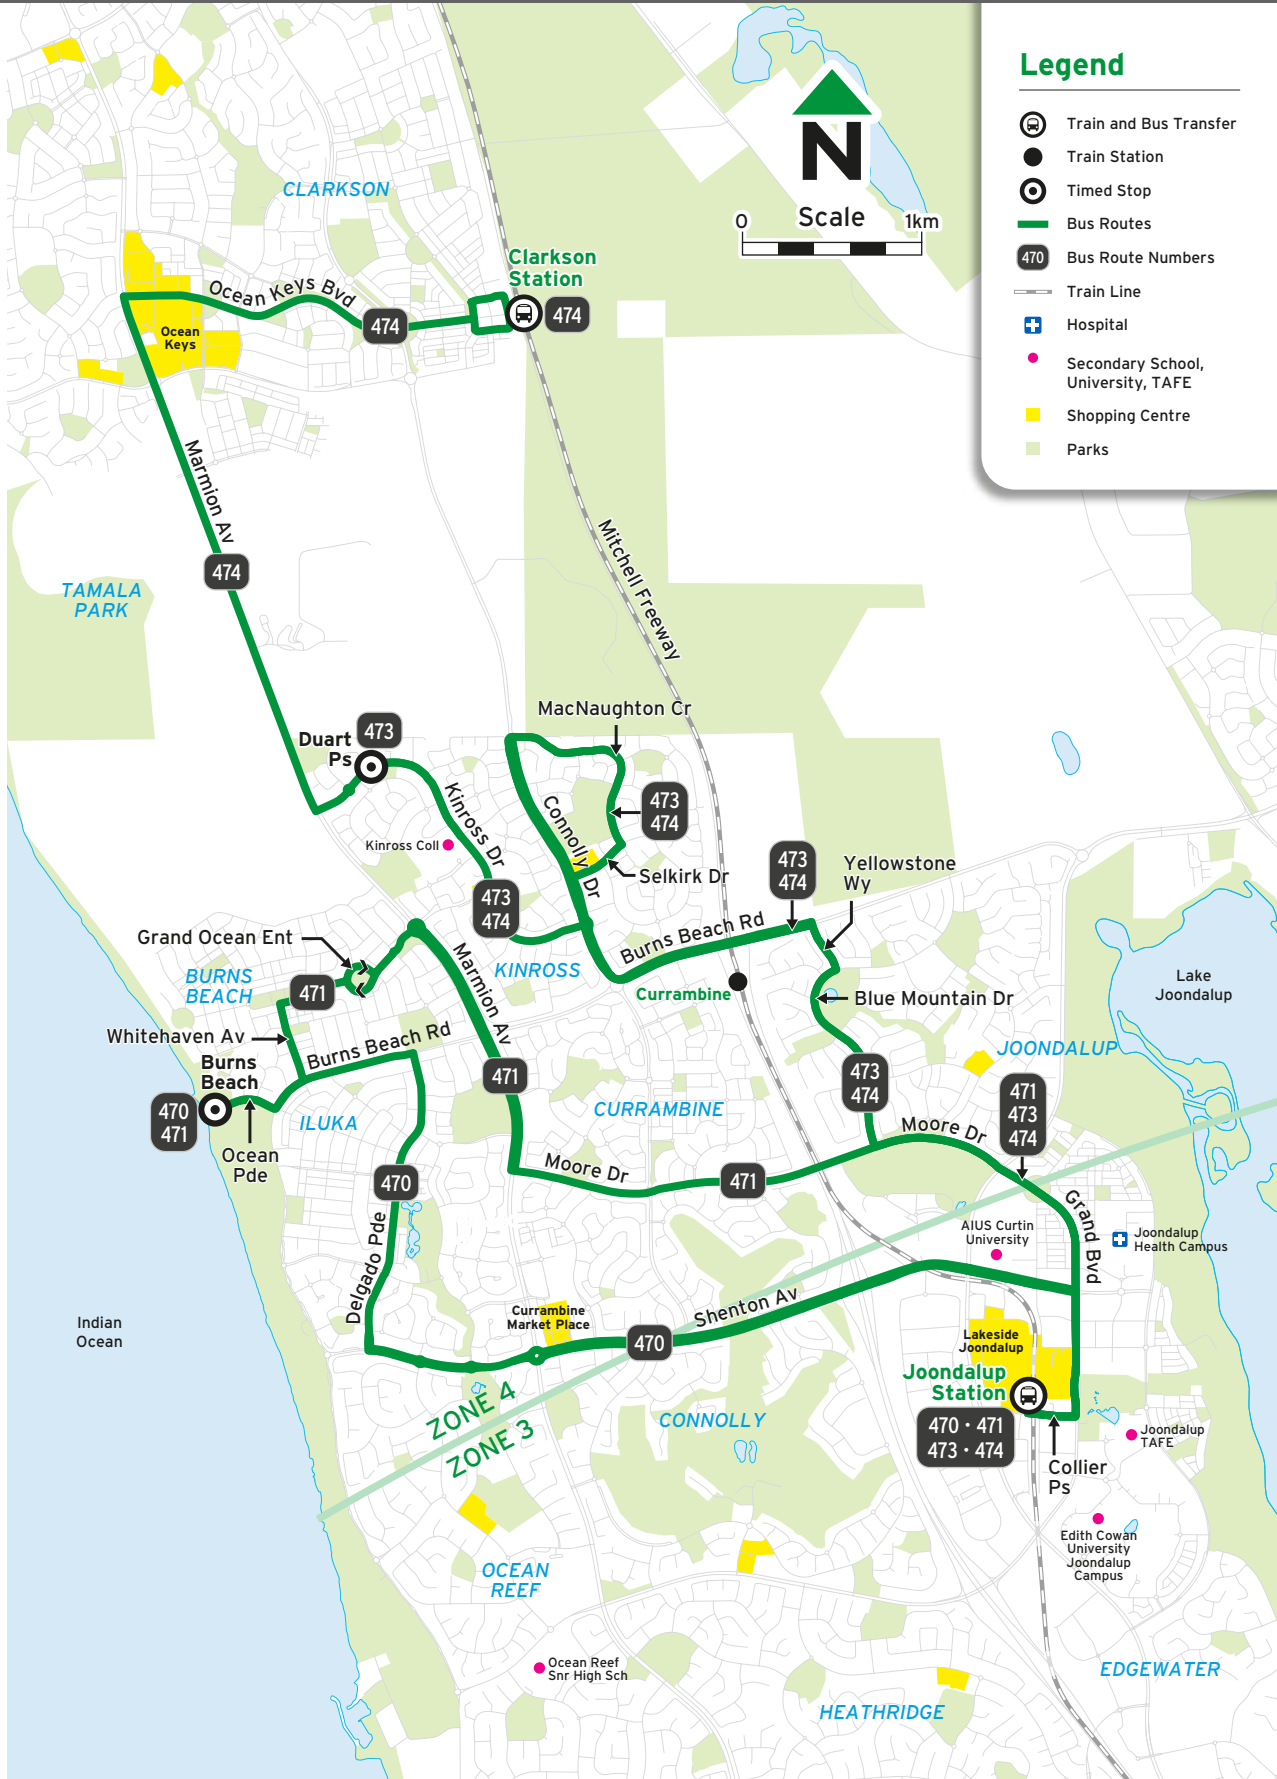 Legend
Train and Bus Transfer
Train Station
Timed Stop
Bus Routes
470
Bus Route Numbers
Train Line
Hospital
Secondary School,
University, TAFE
Shopping Centre
Parks
N
Scale
0
1km
CLARKSON
Clarkson
Station
474
Ocean Keys Bvd
474
Ocean
Keys
Marmion Av
474
TAMALA
PARK
Mitchell Freeway
MacNaughton Cr
473
Duart
Ps
Kinross Dr
Connolly Dr
473
474
Kinross Coll
Selkirk Dr
473
474
Yellowstone
Wy
473
474
Burns Beach Rd
Grand Ocean Ent
BURNS
BEACH
471
Marmion Av
KINROSS
Currambine
Blue Mountain Dr
Lake
Joondalup
Whitehaven Av
Burns Beach Rd
Burns
Beach
470
471
Ocean
Pde
ILUKA
471
CURRAMBINE
473
474
JOONDALUP
471
473
474
Moore Dr
Moore Dr
471
470
Delgado Pde
Grand Bvd
AIUS Curtin
University
Joondalup
Health Campus
Indian
Ocean
Currambine
Market Place
Shenton Av
470
Lakeside
Joondalup
Joondalup
Station
470 • 471
473 • 474
ZONE 4
ZONE 3
CONNOLLY
Collier
Ps
Joondalup
TAFE
Edith Cowan
University
Joondalup
Campus
OCEAN
REEF
Ocean Reef
Snr High Sch
EDGEWATER
HEATHRIDGE